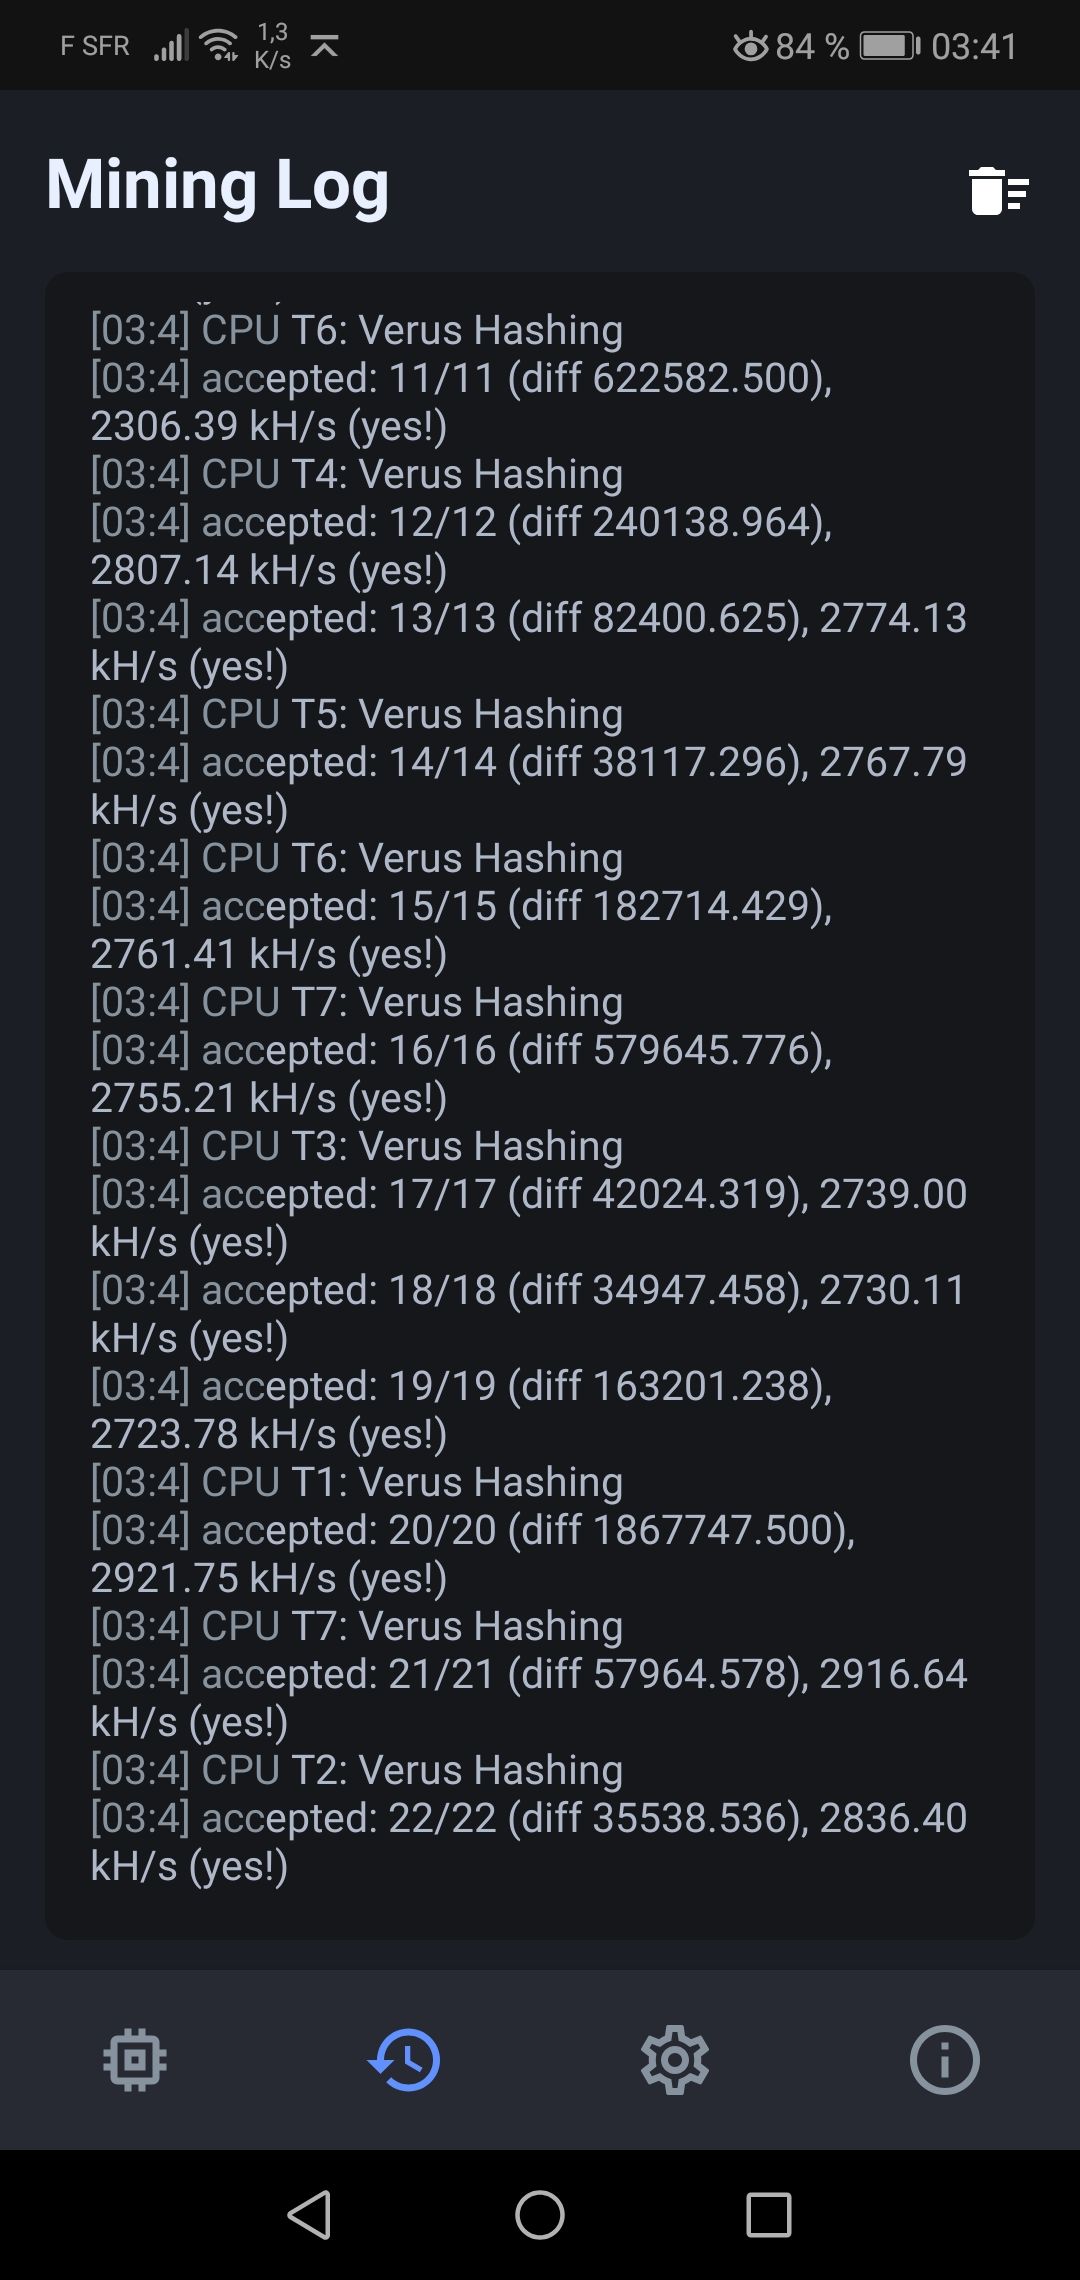 F SFR 1,3 K/s 84 % 03:41
Mining Log
[03:4] CPU T6: Verus Hashing
[03:4] accepted: 11/11 (diff 622582.500),
2306.39 kH/s (yes!)
[03:4] CPU T4: Verus Hashing
[03:4] accepted: 12/12 (diff 240138.964),
2807.14 kH/s (yes!)
[03:4] accepted: 13/13 (diff 82400.625), 2774.13
kH/s (yes!)
[03:4] CPU T5: Verus Hashing
[03:4] accepted: 14/14 (diff 38117.296), 2767.79
kH/s (yes!)
[03:4] CPU T6: Verus Hashing
[03:4] accepted: 15/15 (diff 182714.429),
2761.41 kH/s (yes!)
[03:4] CPU T7: Verus Hashing
[03:4] accepted: 16/16 (diff 579645.776),
2755.21 kH/s (yes!)
[03:4] CPU T3: Verus Hashing
[03:4] accepted: 17/17 (diff 42024.319), 2739.00
kH/s (yes!)
[03:4] accepted: 18/18 (diff 34947.458), 2730.11
kH/s (yes!)
[03:4] accepted: 19/19 (diff 163201.238),
2723.78 kH/s (yes!)
[03:4] CPU T1: Verus Hashing
[03:4] accepted: 20/20 (diff 1867747.500),
2921.75 kH/s (yes!)
[03:4] CPU T7: Verus Hashing
[03:4] accepted: 21/21 (diff 57964.578), 2916.64
kH/s (yes!)
[03:4] CPU T2: Verus Hashing
[03:4] accepted: 22/22 (diff 35538.536), 2836.40
kH/s (yes!)